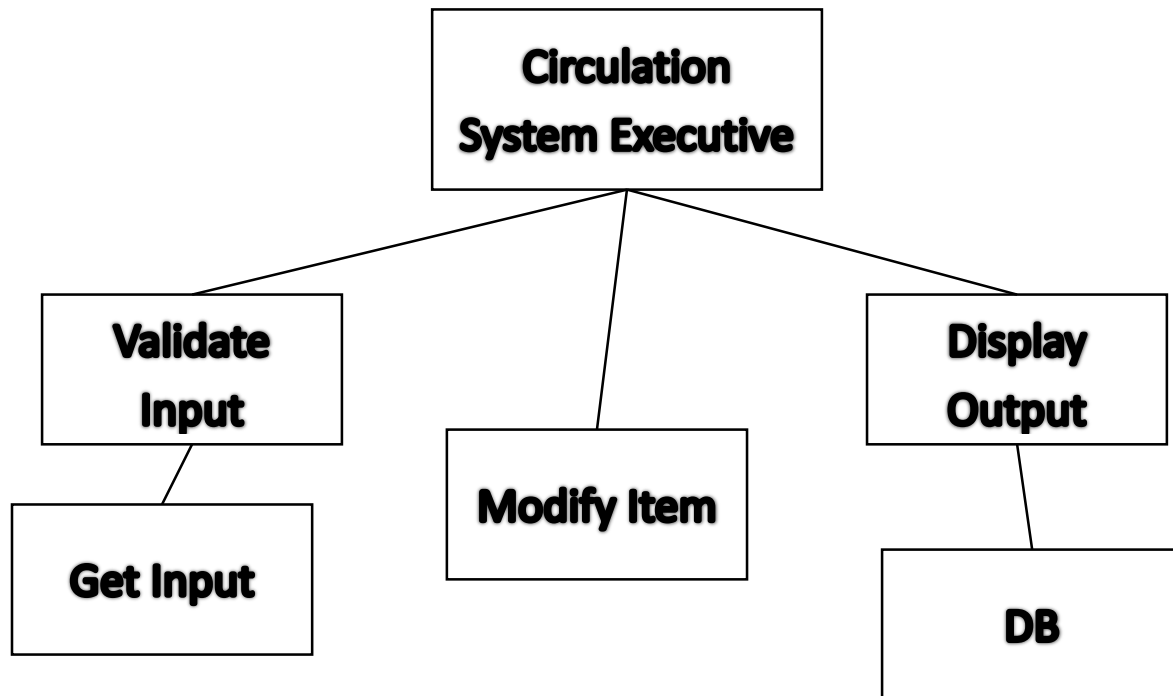 Circulation
System Executive
Validate
Input
Display
Output
Modify Item
Get Input
DB